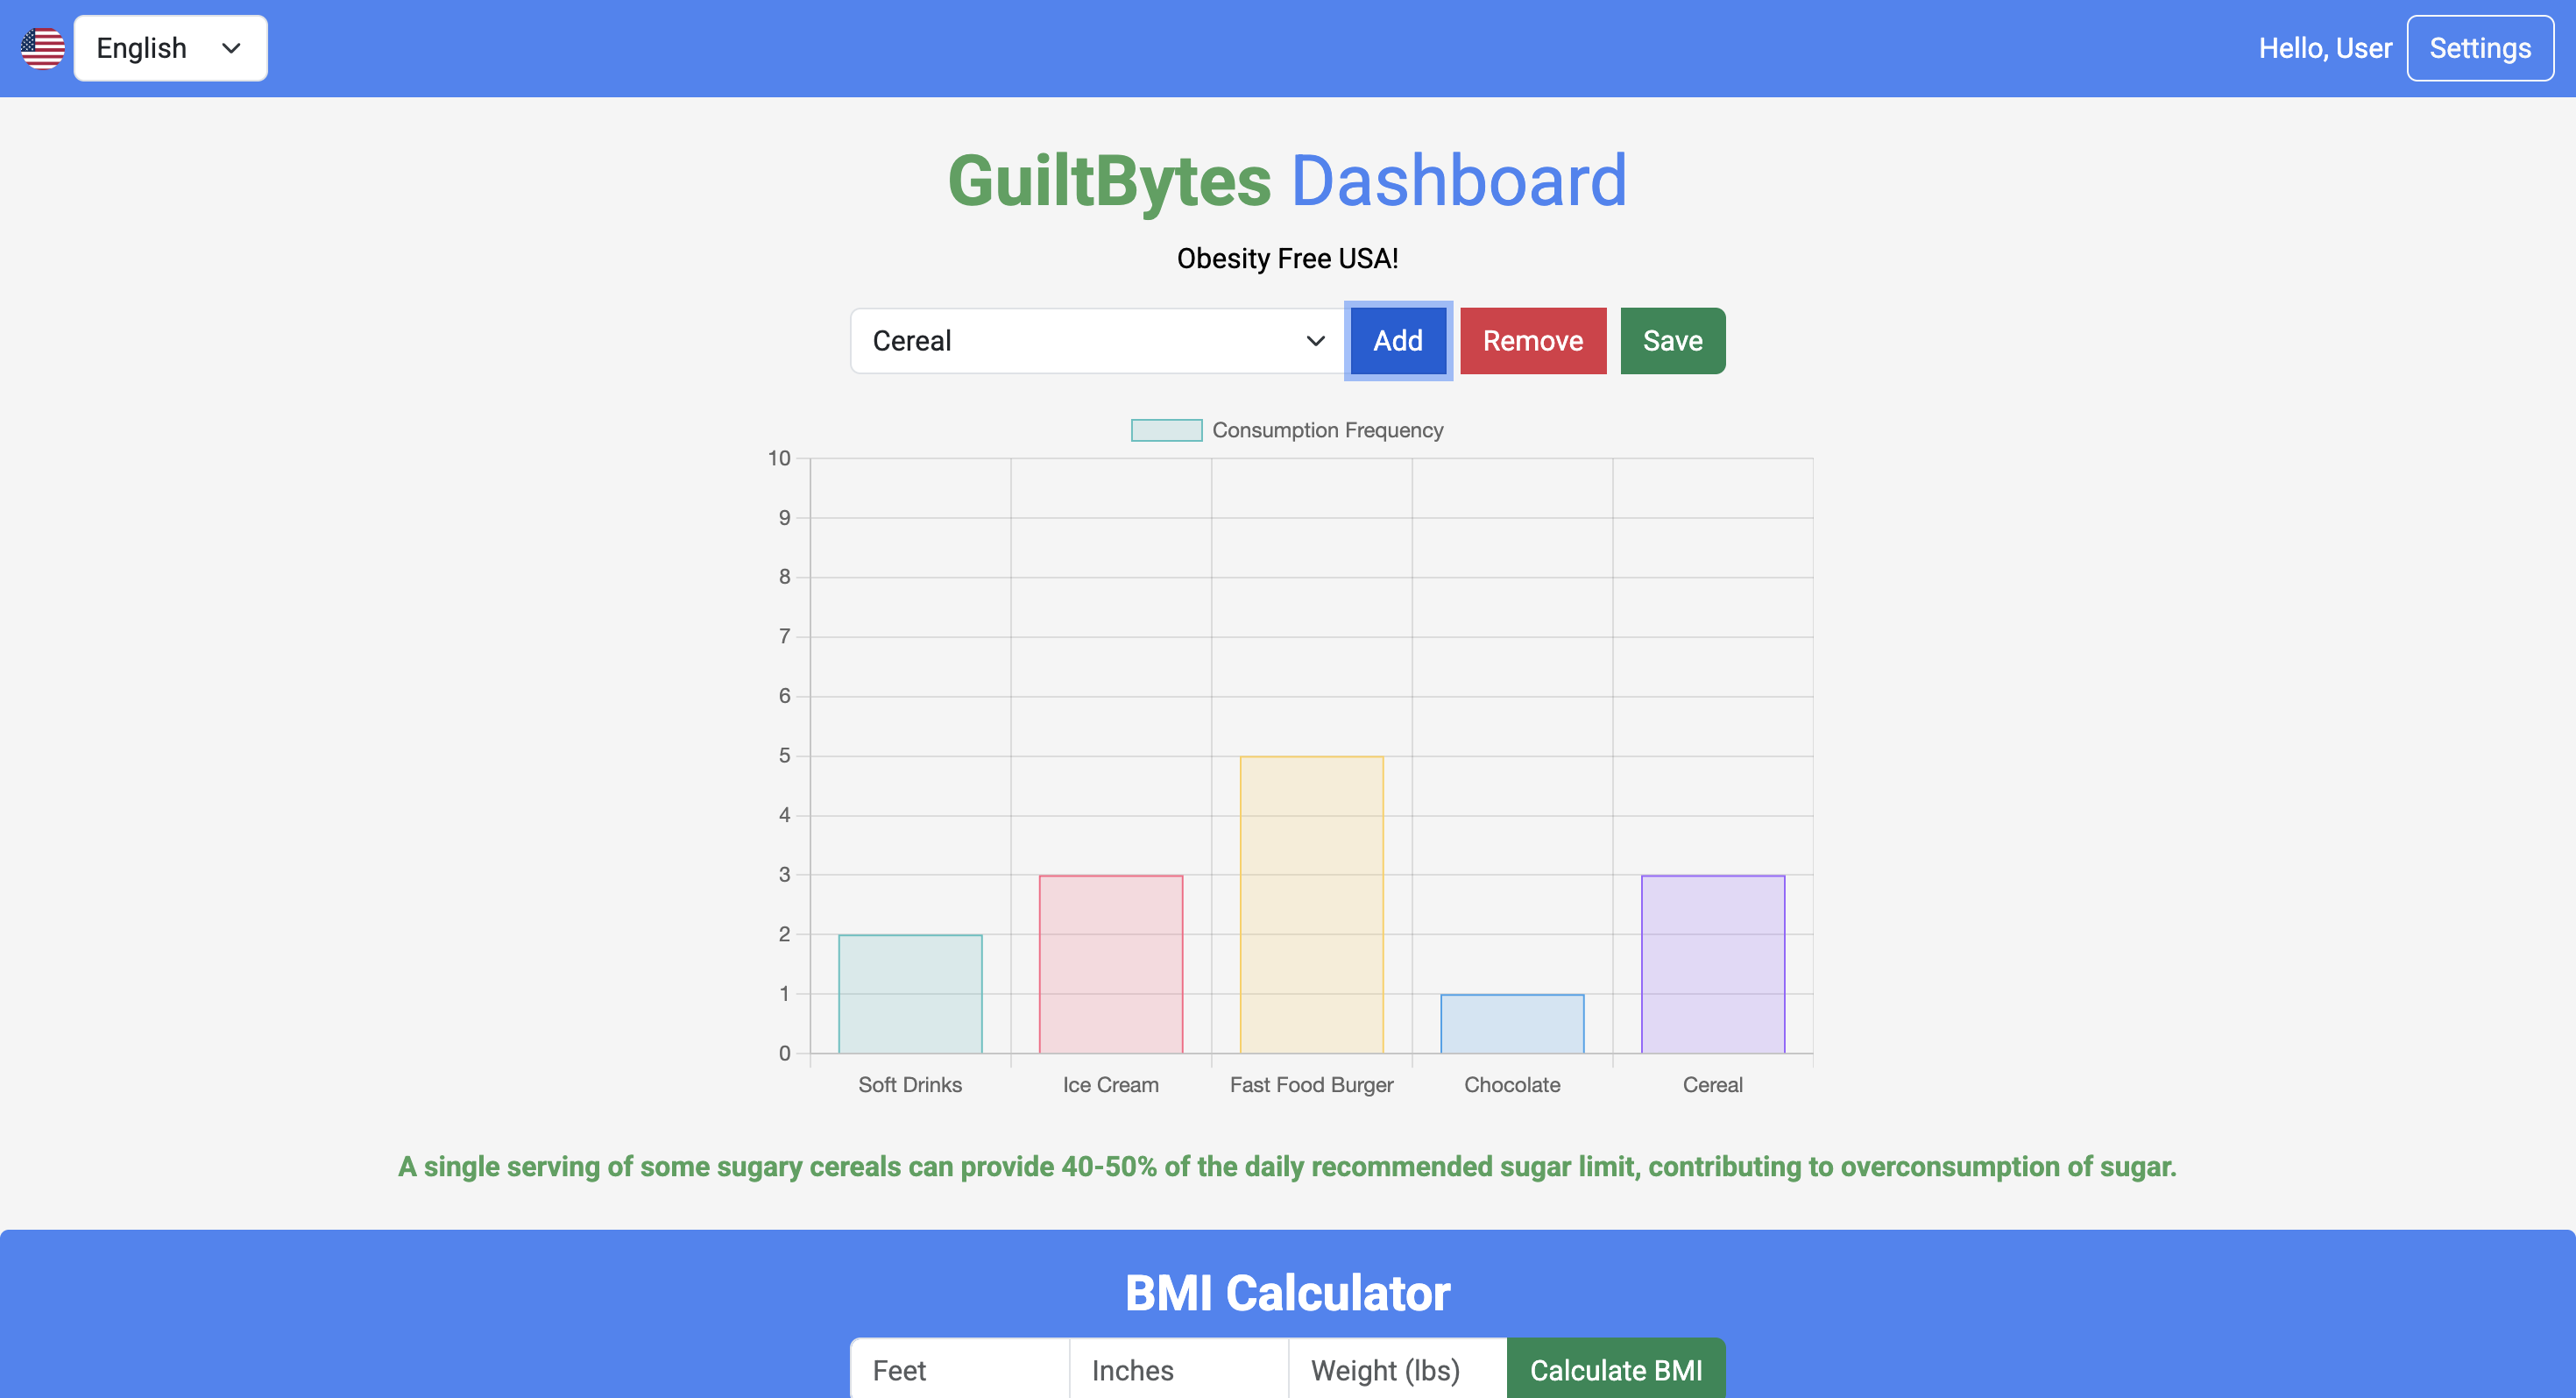 English
Hello, User
Settings
GuiltBytes Dashboard
Obesity Free USA!
Cereal
Add
Remove
Save
Consumption Frequency
10
9
8
7
6
5
4
3
2
1
0
Soft Drinks
Ice Cream
Fast Food Burger
Chocolate
Cereal
A single serving of some sugary cereals can provide 40-50% of the daily recommended sugar limit, contributing to overconsumption of sugar.
BMI Calculator
Feet
Inches
Weight (lbs)
Calculate BMI